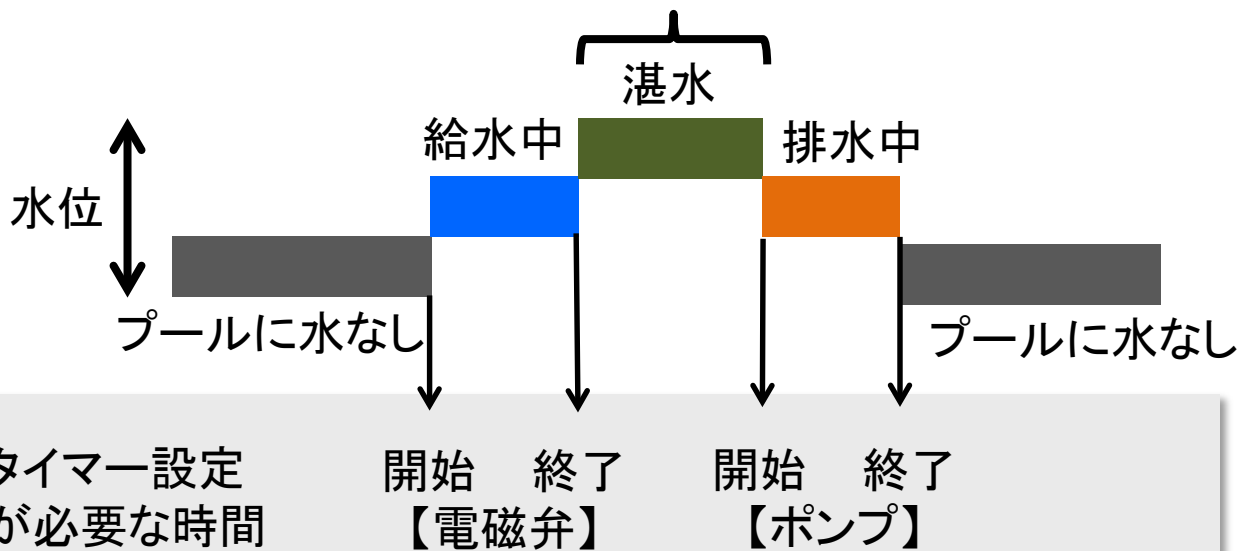 湛水
給水中
排水中
水位
プールに水なし
プールに水なし
タイマー設定
が必要な時間
開始 終了
【電磁弁】
開始 終了
【ポンプ】